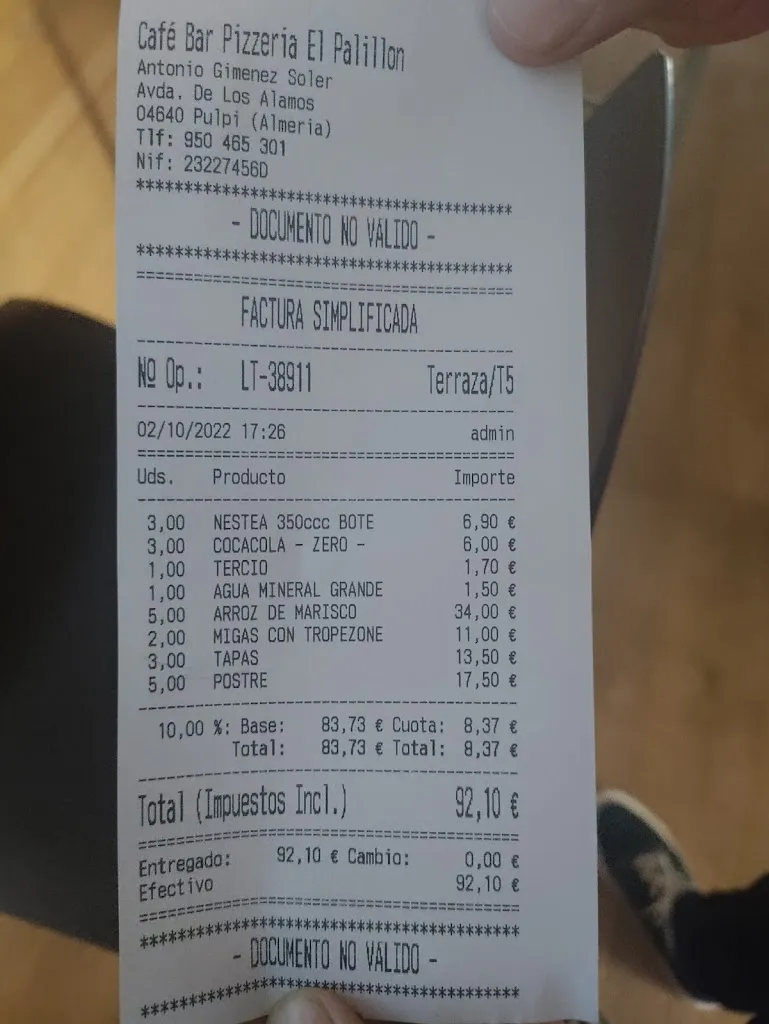 Café Bar Pizzeria El Palillon
Antonio Gimenez Soler
Avda. De Los Alamos
04640 Pulpi (Almeria)
Tlf: 950 465 301
Nif: 23227456D
*****************************************
- DOCUMENTO NO VÁLIDO -
*****************************************
=========================================
FACTURA SIMPLIFICADA
-----------------------------------------
Nº Op.: LT-38911 Terraza/T5
-----------------------------------------
02/10/2022 17:26 admin
=========================================
Uds. Producto Importe
-----------------------------------------
3,00 NESTEA 350ccc BOTE 6,90 €
3,00 COCACOLA - ZERO - 6,00 €
1,00 TERCIO 1,70 €
1,00 AGUA MINERAL GRANDE 1,50 €
5,00 ARROZ DE MARISCO 34,00 €
2,00 MIGAS CON TROPEZONE 11,00 €
3,00 TAPAS 13,50 €
5,00 POSTRE 17,50 €
-----------------------------------------
10,00 %: Base: 83,73 € Cuota: 8,37 €
Total: 83,73 € Total: 8,37 €
-----------------------------------------
Total (Impuestos Incl.) 92,10 €
=========================================
Entregado: 92,10 € Cambio: 0,00 €
Efectivo 92,10 €
=========================================
*****************************************
- DOCUMENTO NO VÁLIDO -
*****************************************